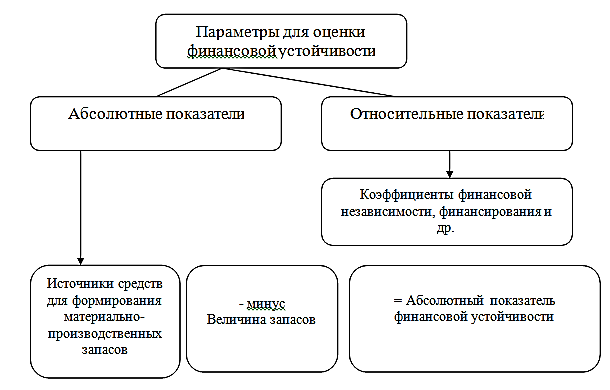 Параметры для оценки
финансовой устойчивости
Абсолютные показатели
Относительные показатели
Коэффициенты финансовой
независимости, финансирования и
др.
Источники средств
для формирования
материально-
производственных
запасов
- минус
Величина запасов
= Абсолютный показатель
финансовой устойчивости